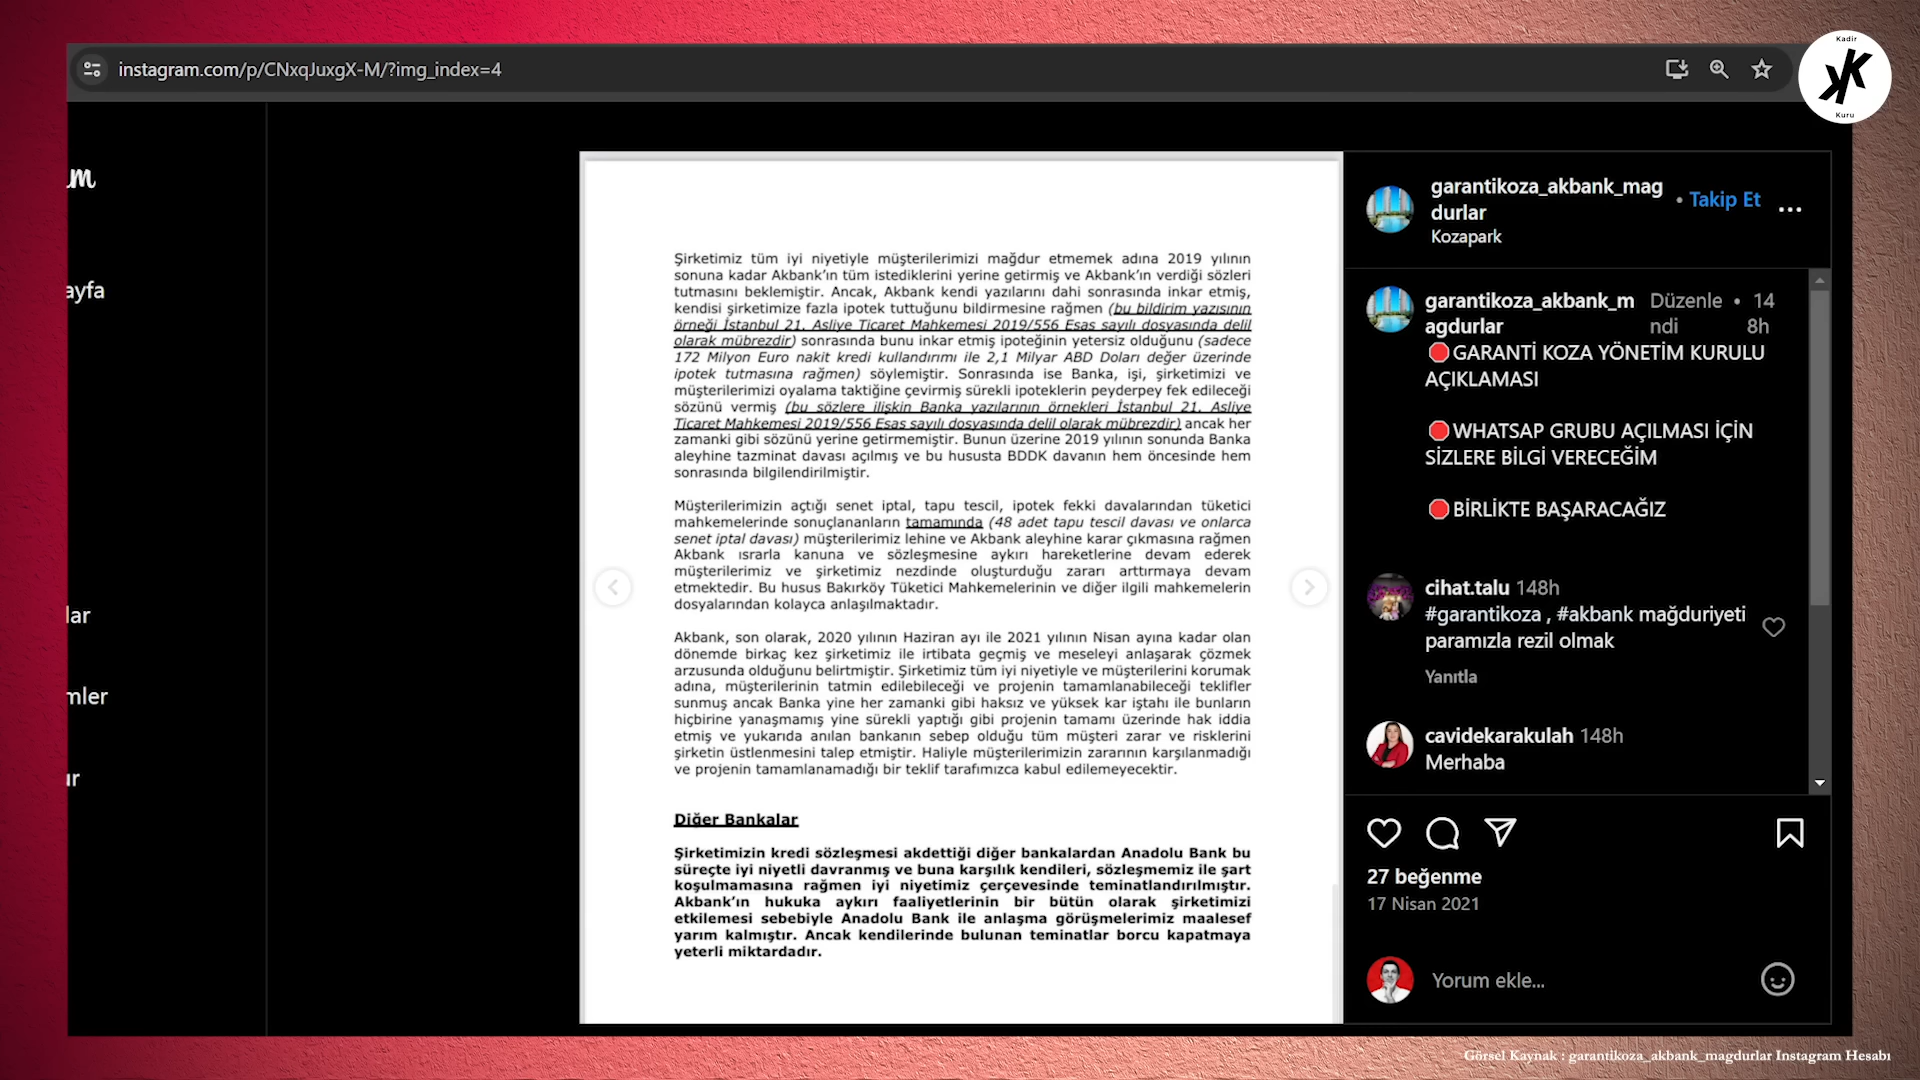 instagram.com/p/CNxqJuxgX-M/?img_index=4
Kadir
KK
Kuru
m
ayfa
lar
mler
ır
Şirketimiz tüm iyi niyetiyle müşterilerimizi mağdur etmemek adına 2019 yılının
sonuna kadar Akbank’ın tüm istediklerini yerine getirmiş ve Akbank’ın verdiği sözleri
tutmasını beklemiştir. Ancak, Akbank kendi yazılarını dahi sonrasında inkar etmiş,
kendisi şirketimize fazla ipotek tuttuğunu bildirmesine rağmen (bu bildirim yazısının
örneği İstanbul 21. Asliye Ticaret Mahkemesi 2019/556 Esas sayılı dosyasında delil
olarak mübrezdir) sonrasında bunu inkar etmiş ipoteğinin yetersiz olduğunu (sadece
172 Milyon Euro nakit kredi kullandırımı ile 2,1 Milyar ABD Doları değer üzerinde
ipotek tutmasına rağmen) söylemiştir. Sonrasında ise Banka, işi, şirketimizi ve
müşterilerimizi oyalama taktiğine çevirmiş sürekli ipoteklerin peyderpey fek edileceği
sözünü vermiş (bu sözlere ilişkin Banka yazılarının örnekleri İstanbul 21. Asliye
Ticaret Mahkemesi 2019/556 Esas sayılı dosyasında delil olarak mübrezdir) ancak her
zamanki gibi sözünü yerine getirmemiştir. Bunun üzerine 2019 yılının sonunda Banka
aleyhine tazminat davası açılmış ve bu hususta BDDK davanın hem öncesinde hem
sonrasında bilgilendirilmiştir.
Müşterilerimizin açtığı senet iptal, tapu tescil, ipotek fekki davalarından tüketici
mahkemelerinde sonuçlananların tamamında (48 adet tapu tescil davası ve onlarca
senet iptal davası) müşterilerimiz lehine ve Akbank aleyhine karar çıkmasına rağmen
Akbank ısrarla kanuna ve sözleşmesine aykırı hareketlerine devam ederek
müşterilerimiz ve şirketimiz nezdinde oluşturduğu zararı arttırmaya devam
etmektedir. Bu husus Bakırköy Tüketici Mahkemelerinin ve diğer ilgili mahkemelerin
dosyalarından kolayca anlaşılmaktadır.
Akbank, son olarak, 2020 yılının Haziran ayı ile 2021 yılının Nisan ayına kadar olan
dönemde birkaç kez şirketimiz ile irtibata geçmiş ve meseleyi anlaşarak çözmek
arzusunda olduğunu belirtmiştir. Şirketimiz tüm iyi niyetiyle ve müşterilerini korumak
adına, müşterilerinin tatmin edilebileceği ve projenin tamamlanabileceği teklifler
sunmuş ancak Banka yine her zamanki gibi haksız ve yüksek kar iştahı ile bunların
hiçbirine yanaşmamış yine sürekli yaptığı gibi projenin tamamı üzerinde hak iddia
etmiş ve yukarıda anılan bankanın sebep olduğu tüm müşteri zarar ve risklerini
şirketin üstlenmesini talep etmiştir. Haliyle müşterilerimizin zararının karşılanmadığı
ve projenin tamamlanamadığı bir teklif tarafımızca kabul edilemeyecektir.
Diğer Bankalar
Şirketimizin kredi sözleşmesi akdettiği diğer bankalardan Anadolu Bank bu
süreçte iyi niyetli davranmış ve buna karşılık kendileri, sözleşmemiz ile şart
koşulmamasına rağmen iyi niyetimiz çerçevesinde teminatlandırılmıştır.
Akbank’ın hukuka aykırı faaliyetlerinin bir bütün olarak şirketimizi
etkilemesi sebebiyle Anadolu Bank ile anlaşma görüşmelerimiz maalesef
yarım kalmıştır. Ancak kendilerinde bulunan teminatlar borcu kapatmaya
yeterli miktardadır.
garantikoza_akbank_mag
durlar • Takip Et ...
Kozapark
garantikoza_akbank_m Düzenle • 14
agdurlar ndi 8h
🛑GARANTİ KOZA YÖNETİM KURULU
AÇIKLAMASI
🛑WHATSAP GRUBU AÇILMASI İÇİN
SİZLERE BİLGİ VERECEĞİM
🛑BİRLİKTE BAŞARACAĞIZ
cihat.talu 148h
#garantikoza , #akbank mağduriyeti
paramızla rezil olmak
Yanıtla
cavidekarakulah 148h
Merhaba
27 beğenme
17 Nisan 2021
Yorum ekle...
Görsel Kaynak : garantikoza_akbank_magdurlar Instagram Hesabı